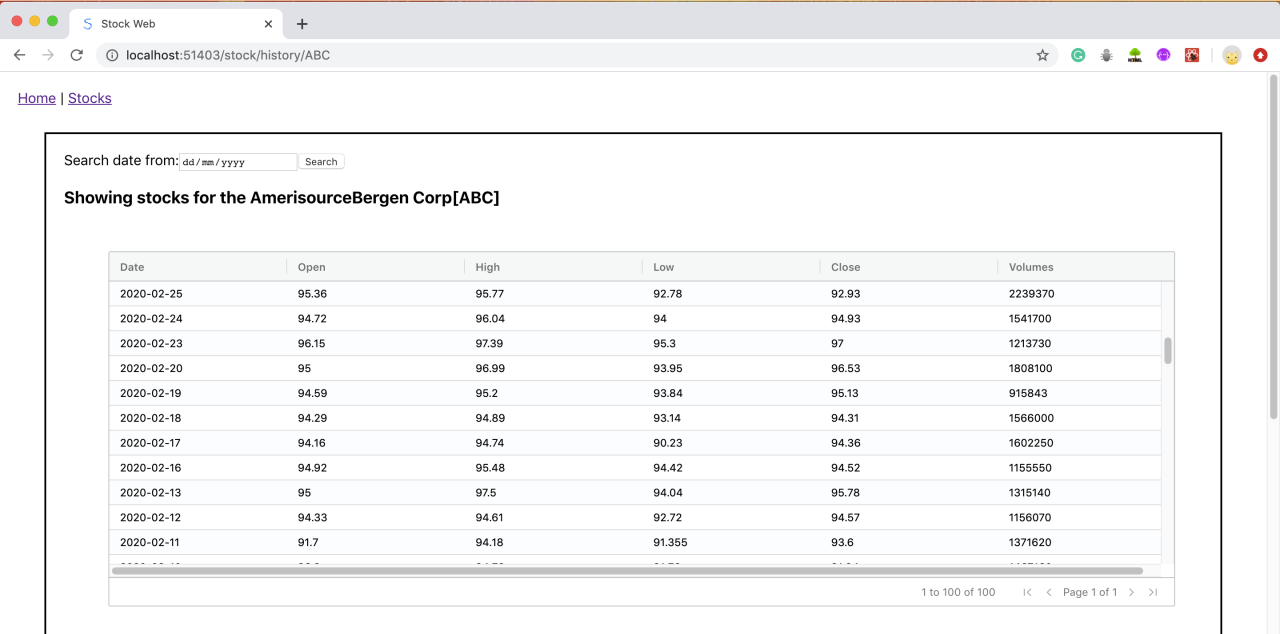 Stock Web
localhost:51403/stock/history/ABC
Home | Stocks
Search date from: dd/mm/yyyy Search
Showing stocks for the AmerisourceBergen Corp[ABC]
Date Open High Low Close Volumes
2020-02-25 95.36 95.77 92.78 92.93 2239370
2020-02-24 94.72 96.04 94 94.93 1541700
2020-02-23 96.15 97.39 95.3 97 1213730
2020-02-20 95 96.99 93.95 96.53 1808100
2020-02-19 94.59 95.2 93.84 95.13 915843
2020-02-18 94.29 94.89 93.14 94.31 1566000
2020-02-17 94.16 94.74 90.23 94.36 1602250
2020-02-16 94.92 95.48 94.42 94.52 1155550
2020-02-13 95 97.5 94.04 95.78 1315140
2020-02-12 94.33 94.61 92.72 94.57 1156070
2020-02-11 91.7 94.18 91.355 93.6 1371620
1 to 100 of 100 Page 1 of 1